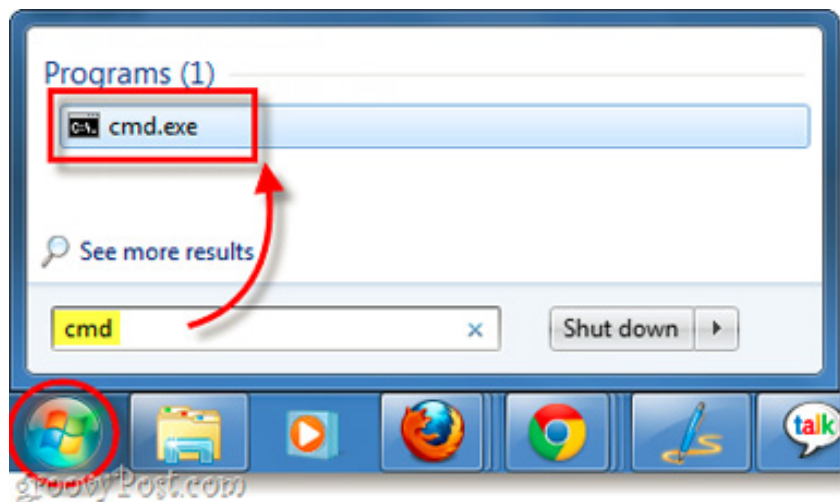 Programs (1)
C:\.
cmd.exe
See more results
cmd
Shut down
talk
groovyPost.com